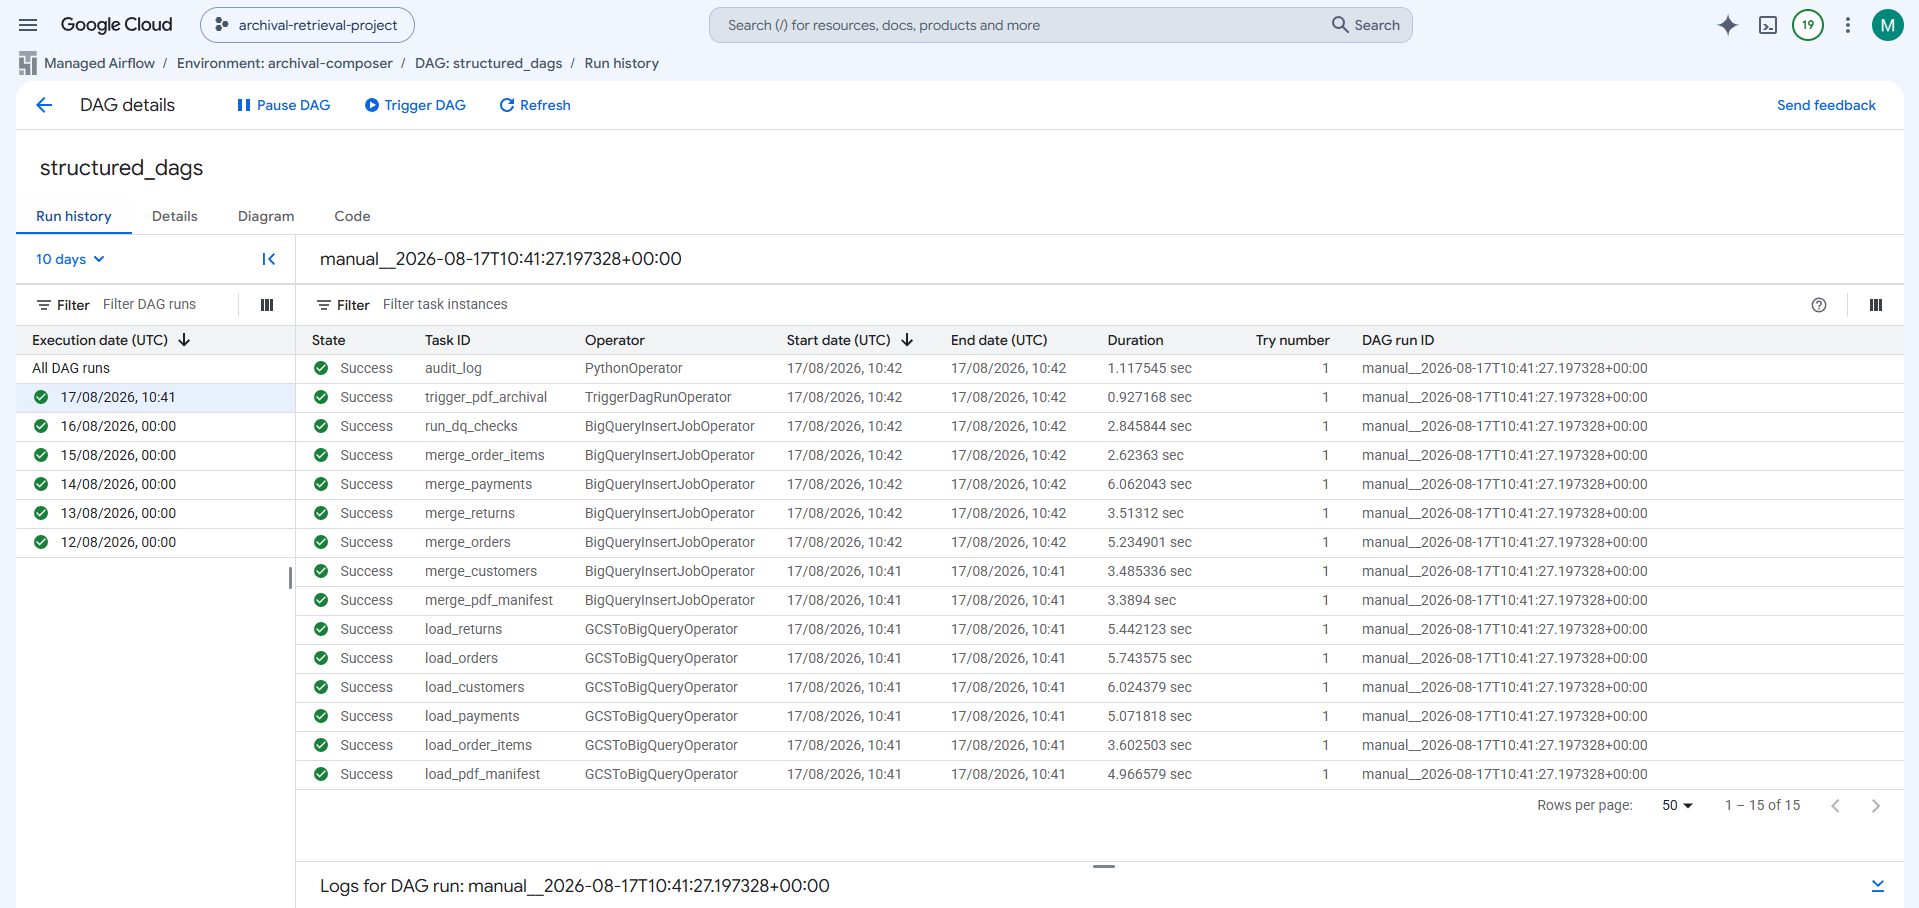 Google Cloud archival-retrieval-project Search (/) for resources, docs, products and more Search 19 M
Managed Airflow / Environment: archival-composer / DAG: structured_dags / Run history
DAG details Pause DAG Trigger DAG Refresh Send feedback
structured_dags
Run history Details Diagram Code
10 days
manual__2026-08-17T10:41:27.197328+00:00
Filter Filter DAG runs
Execution date (UTC)
All DAG runs
17/08/2026, 10:41
16/08/2026, 00:00
15/08/2026, 00:00
14/08/2026, 00:00
13/08/2026, 00:00
12/08/2026, 00:00
Filter Filter task instances
State Task ID Operator Start date (UTC) End date (UTC) Duration Try number DAG run ID
Success audit_log PythonOperator 17/08/2026, 10:42 17/08/2026, 10:42 1.117545 sec 1 manual__2026-08-17T10:41:27.197328+00:00
Success trigger_pdf_archival TriggerDagRunOperator 17/08/2026, 10:42 17/08/2026, 10:42 0.927168 sec 1 manual__2026-08-17T10:41:27.197328+00:00
Success run_dq_checks BigQueryInsertJobOperator 17/08/2026, 10:42 17/08/2026, 10:42 2.845844 sec 1 manual__2026-08-17T10:41:27.197328+00:00
Success merge_order_items BigQueryInsertJobOperator 17/08/2026, 10:42 17/08/2026, 10:42 2.62363 sec 1 manual__2026-08-17T10:41:27.197328+00:00
Success merge_payments BigQueryInsertJobOperator 17/08/2026, 10:42 17/08/2026, 10:42 6.062043 sec 1 manual__2026-08-17T10:41:27.197328+00:00
Success merge_returns BigQueryInsertJobOperator 17/08/2026, 10:42 17/08/2026, 10:42 3.51312 sec 1 manual__2026-08-17T10:41:27.197328+00:00
Success merge_orders BigQueryInsertJobOperator 17/08/2026, 10:42 17/08/2026, 10:42 5.234901 sec 1 manual__2026-08-17T10:41:27.197328+00:00
Success merge_customers BigQueryInsertJobOperator 17/08/2026, 10:41 17/08/2026, 10:41 3.485336 sec 1 manual__2026-08-17T10:41:27.197328+00:00
Success merge_pdf_manifest BigQueryInsertJobOperator 17/08/2026, 10:41 17/08/2026, 10:41 3.3894 sec 1 manual__2026-08-17T10:41:27.197328+00:00
Success load_returns GCSToBigQueryOperator 17/08/2026, 10:41 17/08/2026, 10:41 5.442123 sec 1 manual__2026-08-17T10:41:27.197328+00:00
Success load_orders GCSToBigQueryOperator 17/08/2026, 10:41 17/08/2026, 10:41 5.743575 sec 1 manual__2026-08-17T10:41:27.197328+00:00
Success load_customers GCSToBigQueryOperator 17/08/2026, 10:41 17/08/2026, 10:41 6.024379 sec 1 manual__2026-08-17T10:41:27.197328+00:00
Success load_payments GCSToBigQueryOperator 17/08/2026, 10:41 17/08/2026, 10:41 5.071818 sec 1 manual__2026-08-17T10:41:27.197328+00:00
Success load_order_items GCSToBigQueryOperator 17/08/2026, 10:41 17/08/2026, 10:41 3.602503 sec 1 manual__2026-08-17T10:41:27.197328+00:00
Success load_pdf_manifest GCSToBigQueryOperator 17/08/2026, 10:41 17/08/2026, 10:41 4.966579 sec 1 manual__2026-08-17T10:41:27.197328+00:00
Rows per page: 50 1 – 15 of 15
Logs for DAG run: manual__2026-08-17T10:41:27.197328+00:00